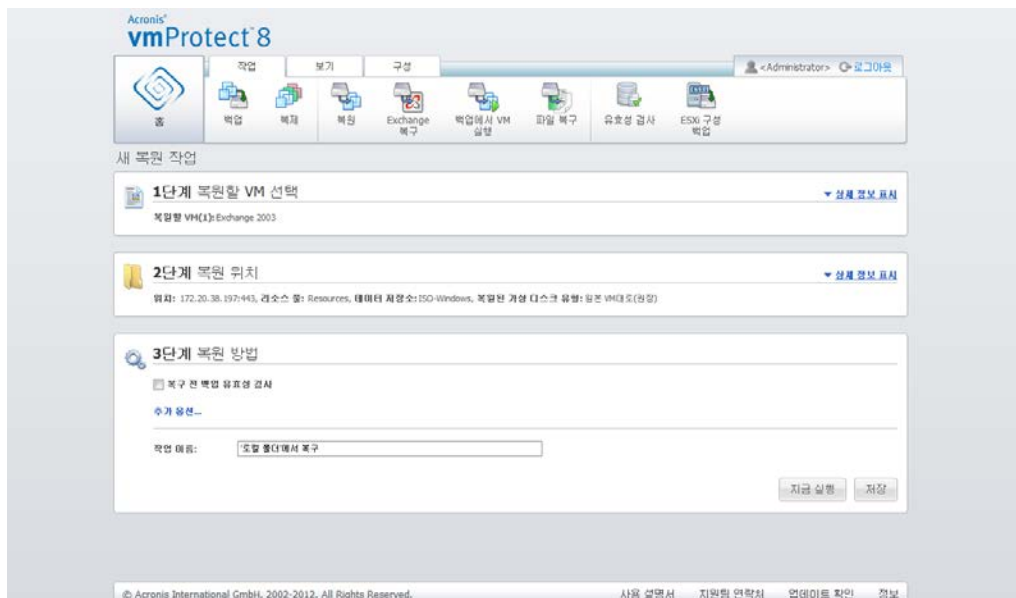 Acronis®
vmProtect™8
작업 보기 구성
<Administrator> 로그아웃
홈
백업 복제 복원 Exchange 복구 백업에서 VM 실행 파일 복구 유효성 검사 ESXi 구성 백업
새 복원 작업
1단계 복원할 VM 선택
상세 정보 표시
복원할 VM(1): Exchange 2003
2단계 복원 위치
상세 정보 표시
위치: 172.20.38.197:443, 리소스 풀: Resources, 데이터 저장소: ISO-Windows, 복원된 가상 디스크 유형: 원본 VM대로(권장)
3단계 복원 방법
복구 전 백업 유효성 검사
추가 옵션...
작업 이름: '로컬 폴더'에서 복구
지금 실행 저장
© Acronis International GmbH, 2002-2012. All Rights Reserved.
사용 설명서 지원팀 연락처 업데이트 확인 정보